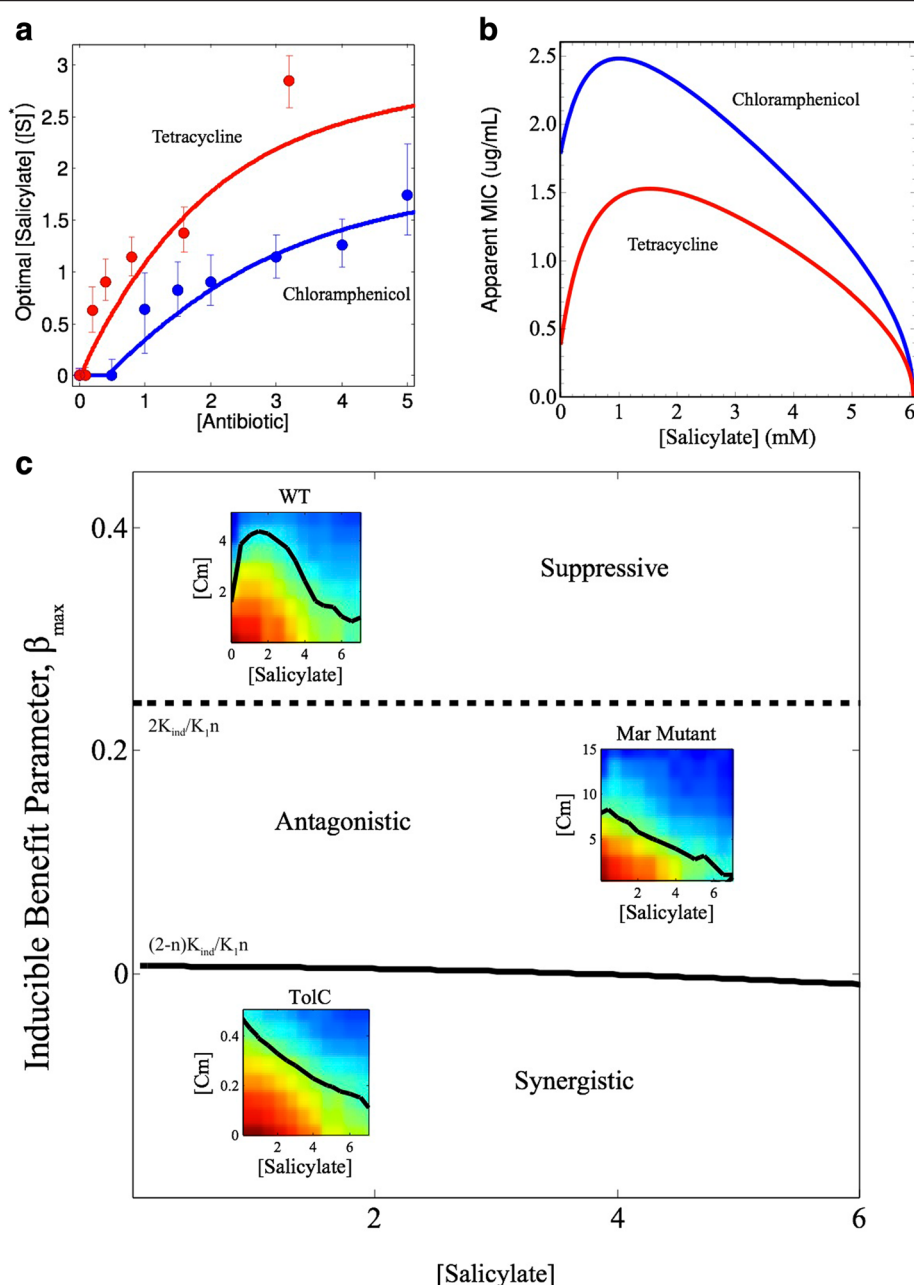 a
3
2.5
2
1.5
1
0.5
0
Optimal [Salicylate] ([S]*)
Tetracycline
Chloramphenicol
0 1 2 3 4 5
[Antibiotic]
b
2.5
2.0
1.5
1.0
0.5
0.0
Apparent MIC (ug/mL)
Chloramphenicol
Tetracycline
0 1 2 3 4 5 6
[Salicylate] (mM)
c
Inducible Benefit Parameter, βmax
0.4
0.2
0
WT
[Cm]
4
2
0 2 4 6
[Salicylate]
Suppressive
2Kind/K1n
Mar Mutant
[Cm]
15
10
5
2 4 6
[Salicylate]
Antagonistic
(2-n)Kind/K1n
TolC
[Cm]
0.4
0.2
0
2 4 6
[Salicylate]
Synergistic
2 4 6
[Salicylate]